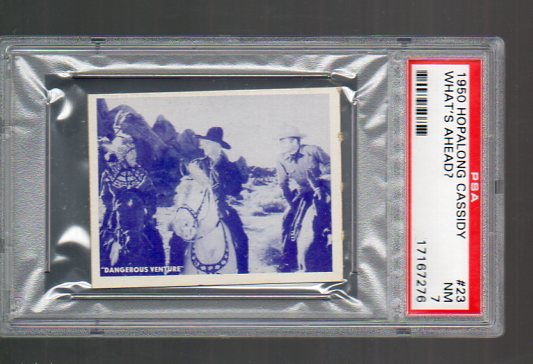 PSA
1950 HOPALONG CASSIDY #23
WHAT'S AHEAD? NM
7
17167276
"DANGEROUS VENTURE"